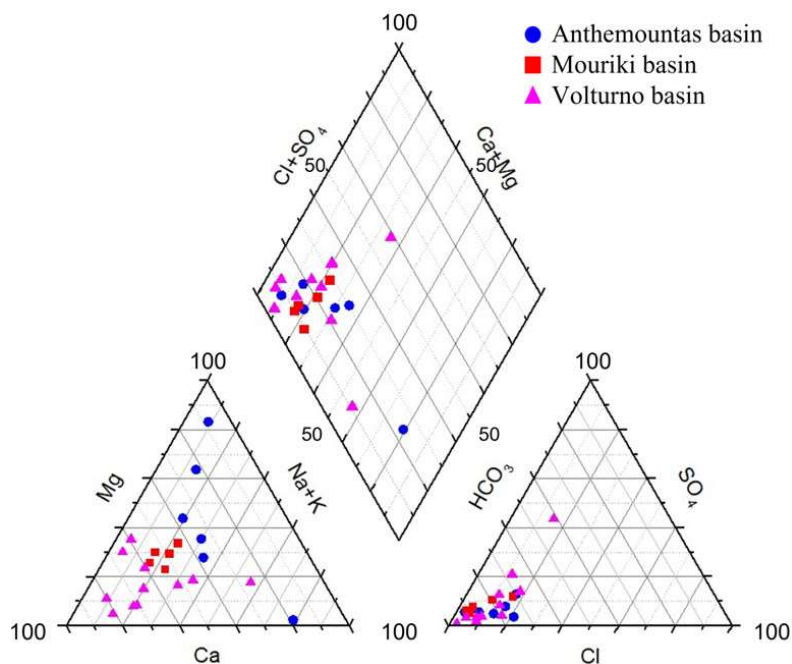 100
Anthemountas basin
Mouriki basin
Volturno basin
Cl+SO₄
50
50
Ca+Mg
100
100
Mg
50
Na+K
HCO₃
50
SO₄
100
100
100
Ca
Cl